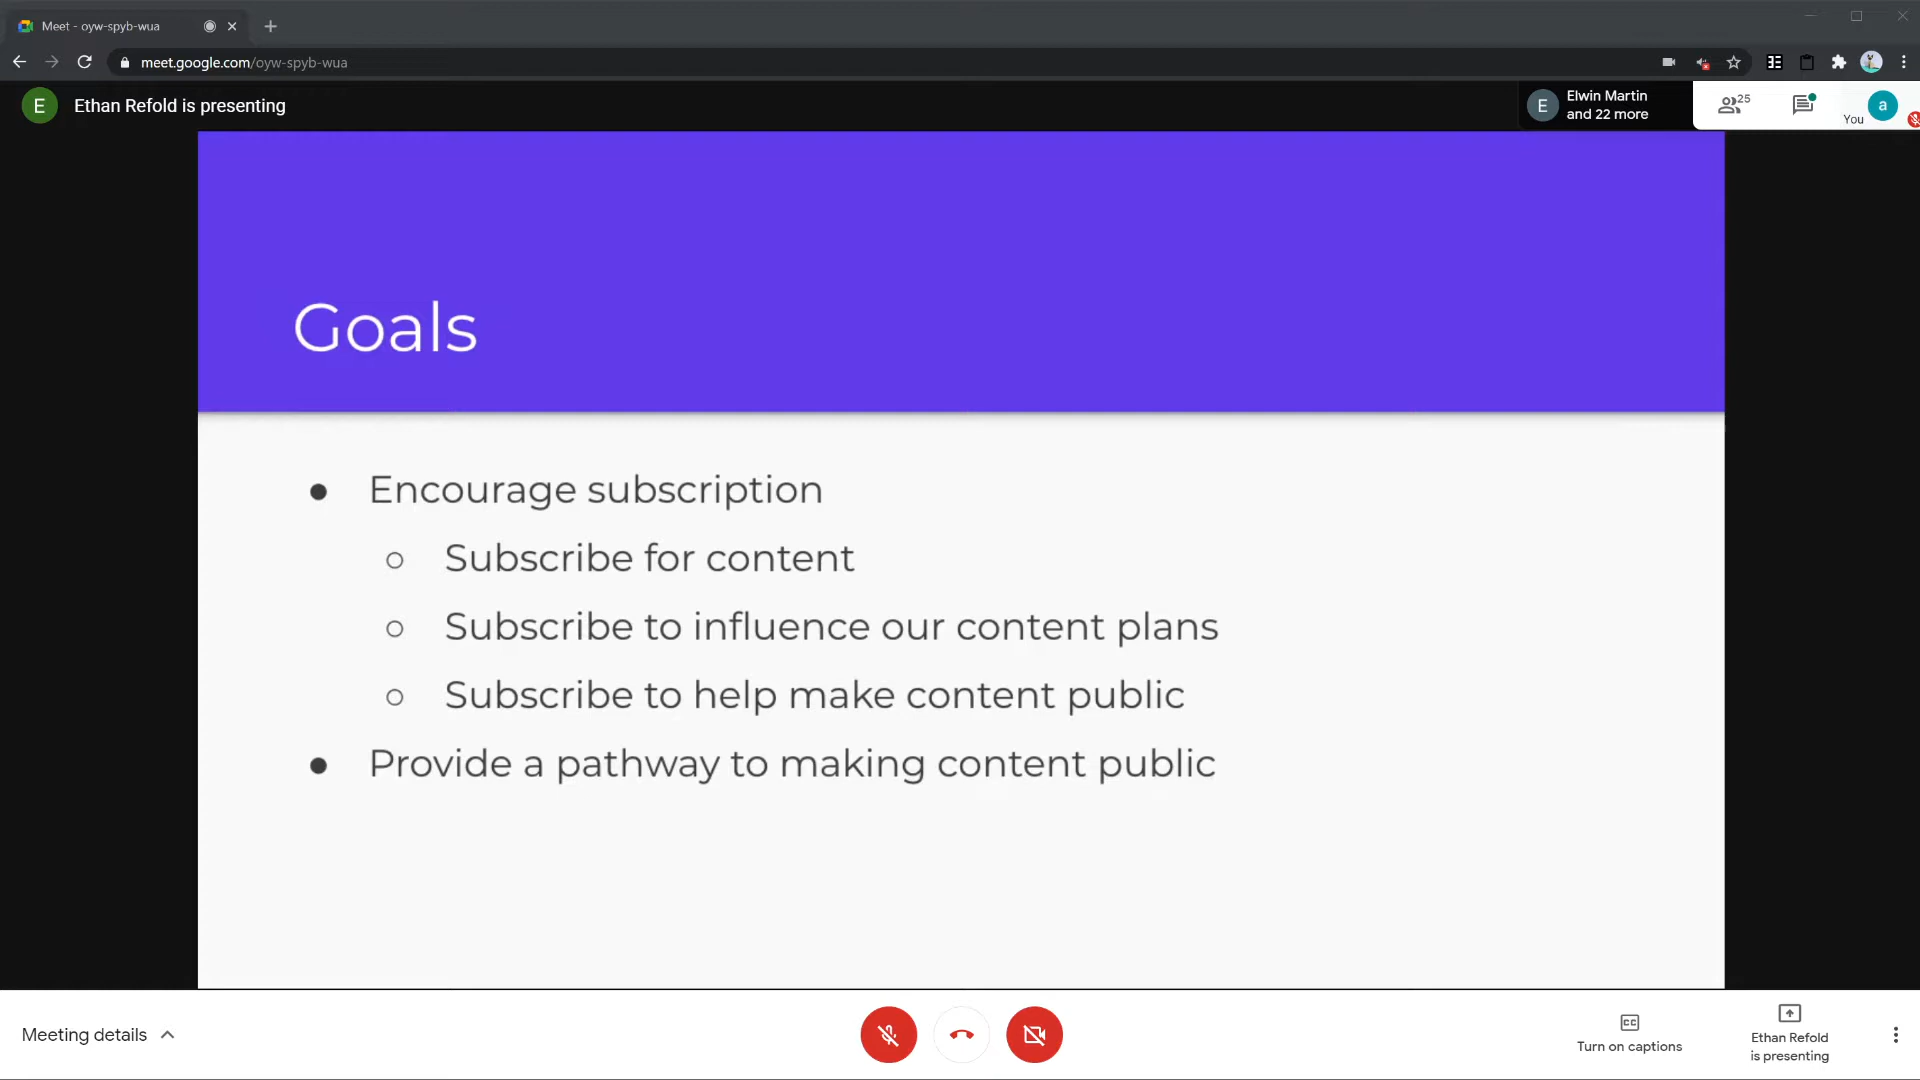 Meet - oyw-spyb-wua
meet.google.com/oyw-spyb-wua
E
Ethan Refold is presenting
E
Elwin Martin
and 22 more
25
You
a
Goals
● Encourage subscription
○ Subscribe for content
○ Subscribe to influence our content plans
○ Subscribe to help make content public
● Provide a pathway to making content public
Meeting details
CC
Turn on captions
Ethan Refold
is presenting